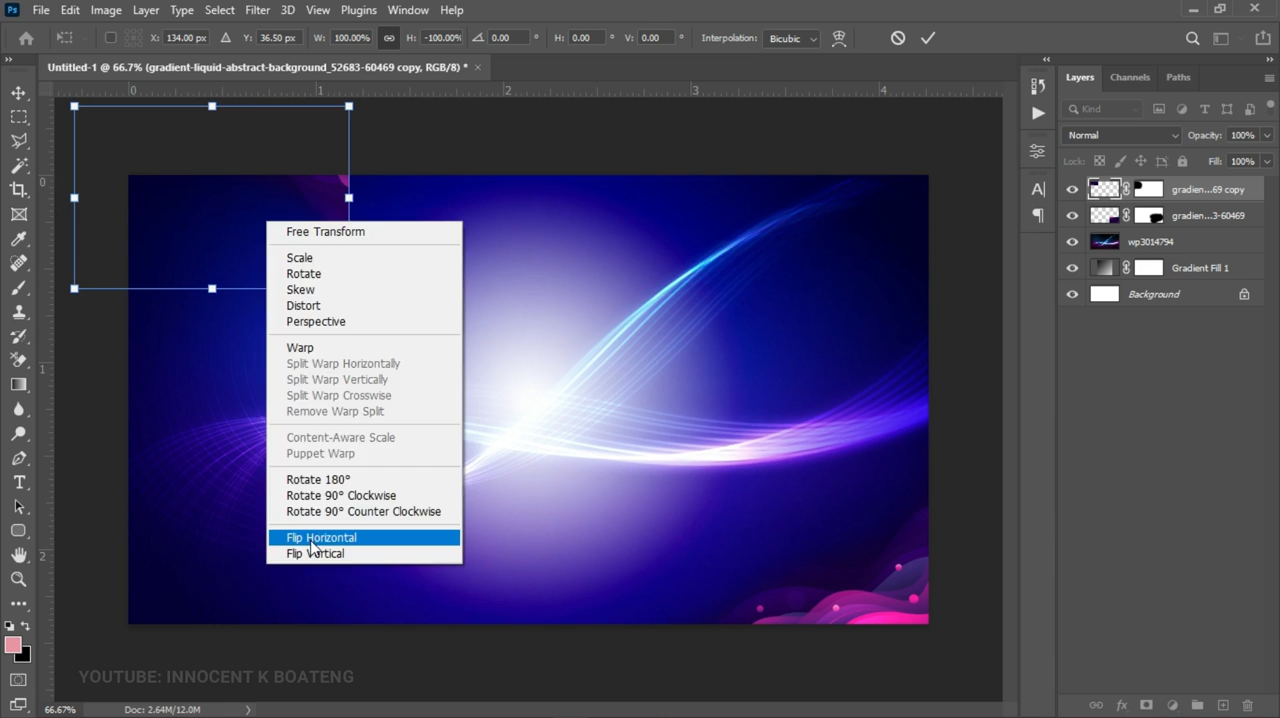 Ps File Edit Image Layer Type Select Filter 3D View Plugins Window Help
X: 134.00 px Y: 36.50 px W: 100.00% H: -100.00% 0.00 ° H: 0.00 ° V: 0.00 ° Interpolation: Bicubic
Untitled-1 @ 66.7% (gradient-liquid-abstract-background_52683-60469 copy, RGB/8) * ×
Layers Channels Paths
0 1 2 3 4
Kind
Normal Opacity: 100%
Lock: Fill: 100%
0
gradien...69 copy
gradien...3-60469
wp3014794
Gradient Fill 1
Background
Free Transform
Scale
Rotate
Skew
Distort
Perspective
Warp
Split Warp Horizontally
1
Split Warp Vertically
Split Warp Crosswise
Remove Warp Split
Content-Aware Scale
Puppet Warp
Rotate 180°
Rotate 90° Clockwise
Rotate 90° Counter Clockwise
Flip Horizontal
Flip Vertical
2
YOUTUBE: INNOCENT K BOATENG
66.67% Doc: 2.64M/12.0M